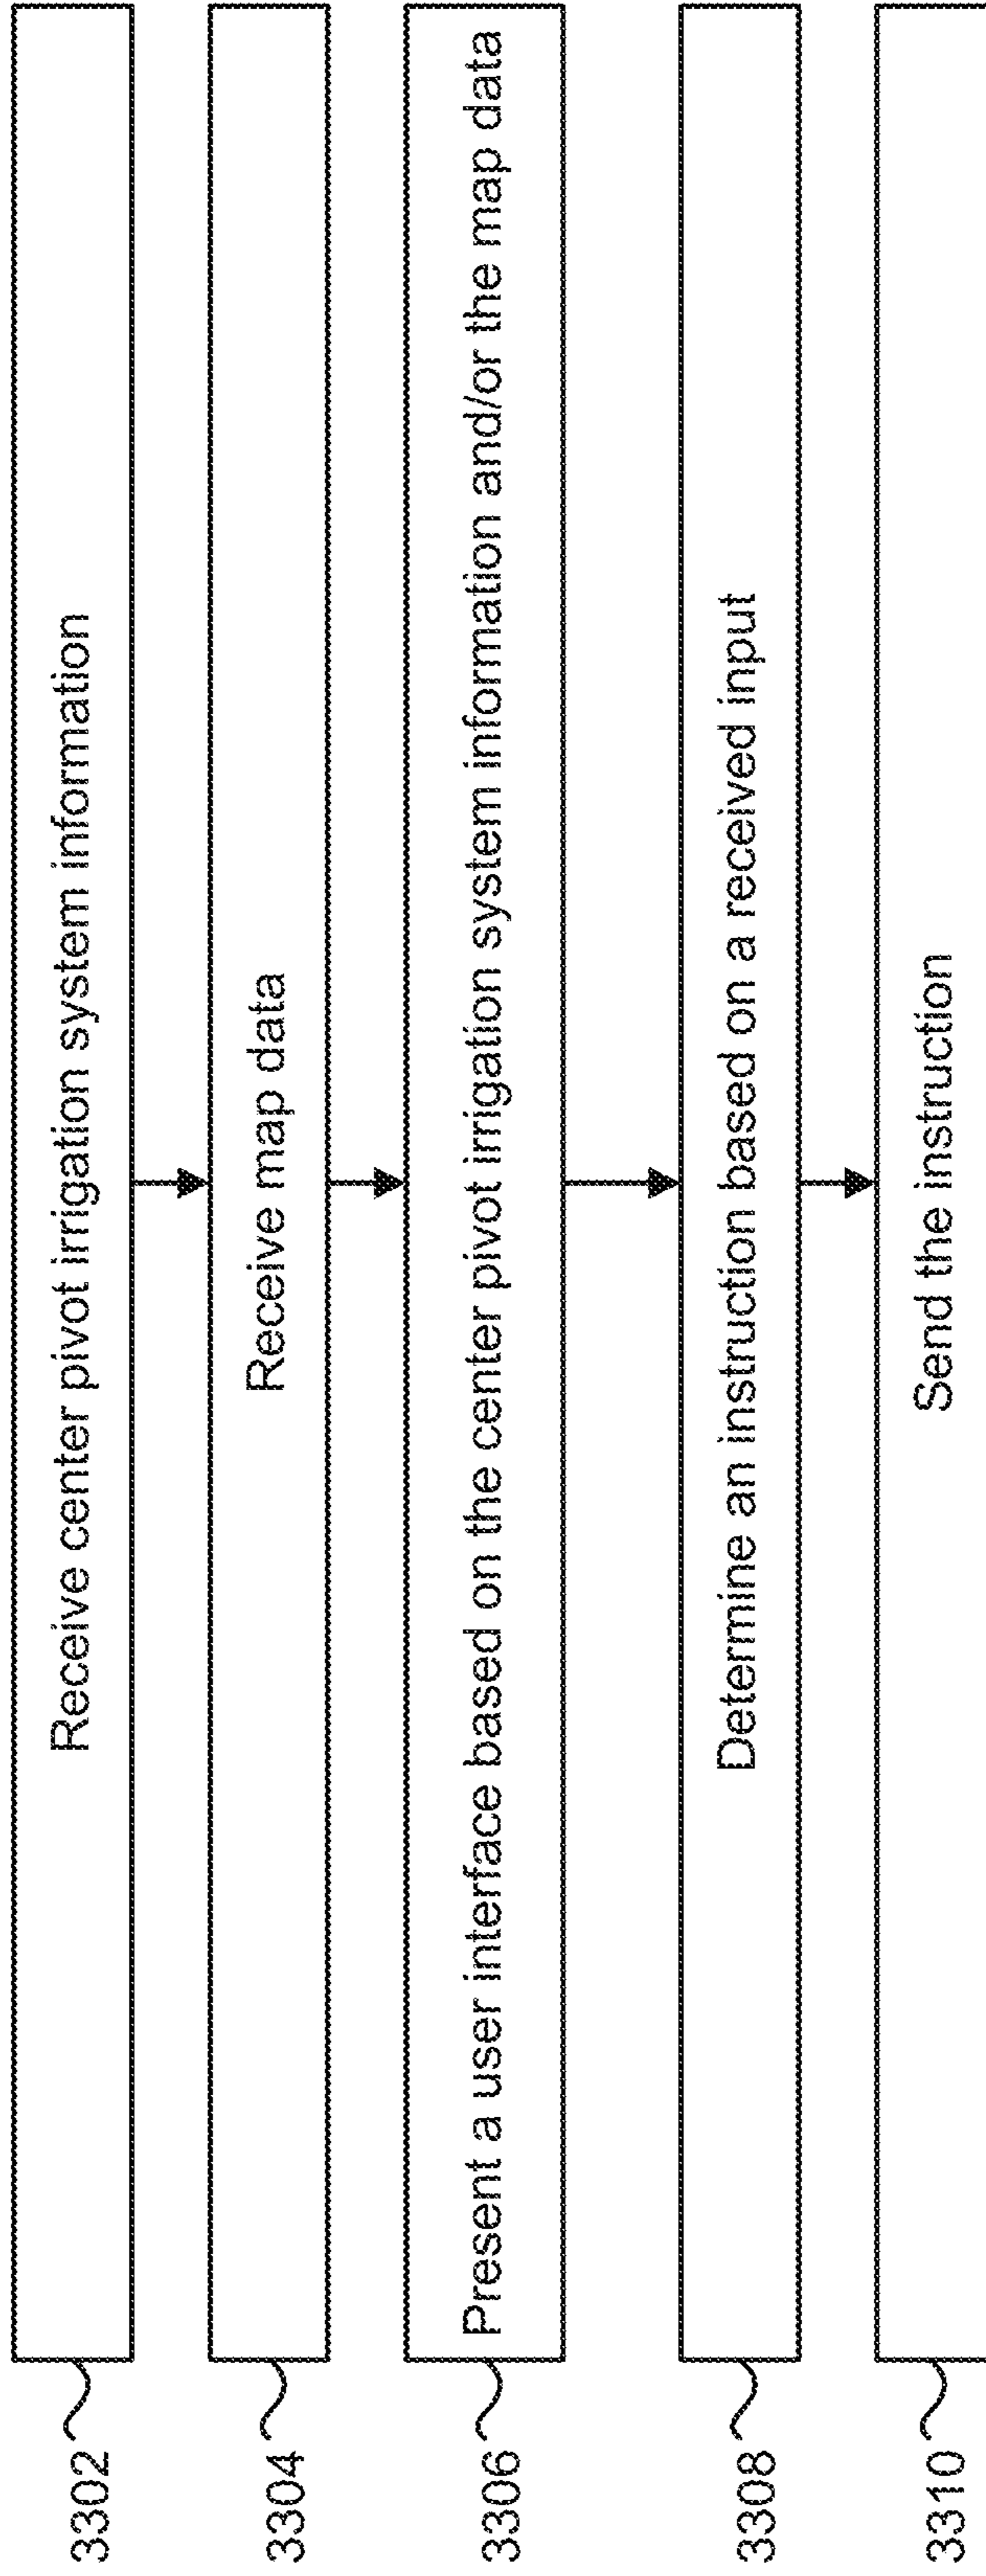 3302
Receive center pivot irrigation system information
3304
Receive map data
3306
Present a user interface based on the center pivot irrigation system information and/or the map data
3308
Determine an instruction based on a received input
3310
Send the instruction